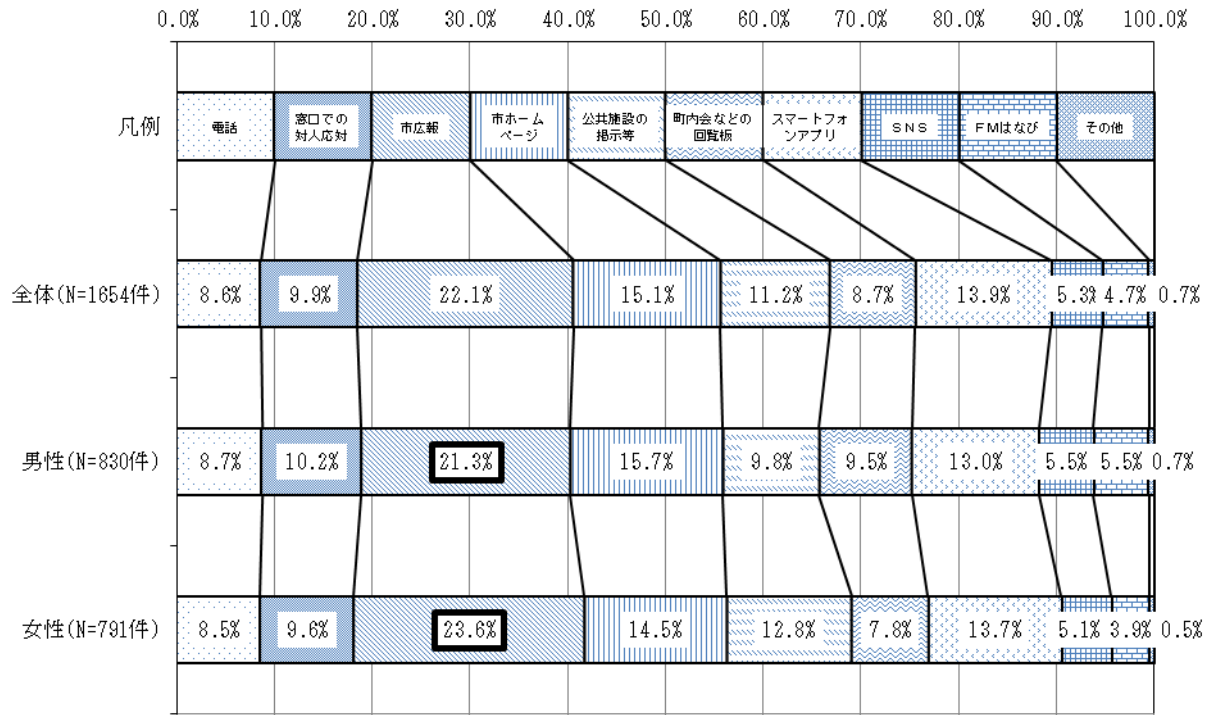 0.0% 10.0% 20.0% 30.0% 40.0% 50.0% 60.0% 70.0% 80.0% 90.0% 100.0%
凡例
電話
窓口での
対人応対
市広報
市ホーム
ページ
公共施設の
掲示等
町内会などの
回覧板
スマートフォ
ンアプリ
ＳＮＳ
ＦＭはなび
その他
全体(N=1654件) 8.6% 9.9% 22.1% 15.1% 11.2% 8.7% 13.9% 5.3% 4.7% 0.7%
男性(N=830件) 8.7% 10.2% 21.3% 15.7% 9.8% 9.5% 13.0% 5.5% 5.5% 0.7%
女性(N=791件) 8.5% 9.6% 23.6% 14.5% 12.8% 7.8% 13.7% 5.1% 3.9% 0.5%